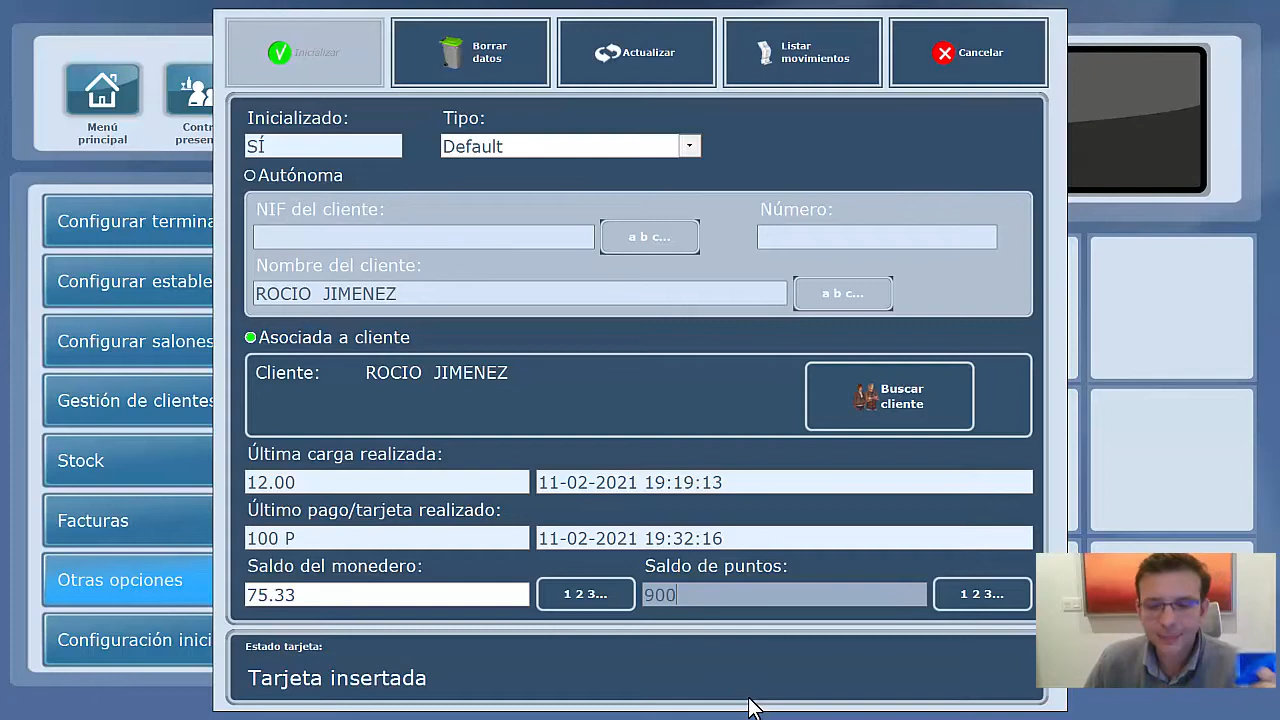 Inicializar
Borrar
datos
Actualizar
Listar
movimientos
Cancelar
Menú
principal
Contr
presen
Inicializado:
Tipo:
SÍ
Default
Autónoma
NIF del cliente:
Número:
a b c...
Nombre del cliente:
ROCIO JIMENEZ
a b c...
Asociada a cliente
Cliente: ROCIO JIMENEZ
Buscar
cliente
Última carga realizada:
12.00
11-02-2021 19:19:13
Último pago/tarjeta realizado:
100 P
11-02-2021 19:32:16
Saldo del monedero:
Saldo de puntos:
75.33
1 2 3...
900
1 2 3...
Estado tarjeta:
Tarjeta insertada
Configurar termina
Configurar estable
Configurar salones
Gestión de clientes
Stock
Facturas
Otras opciones
Configuración inici